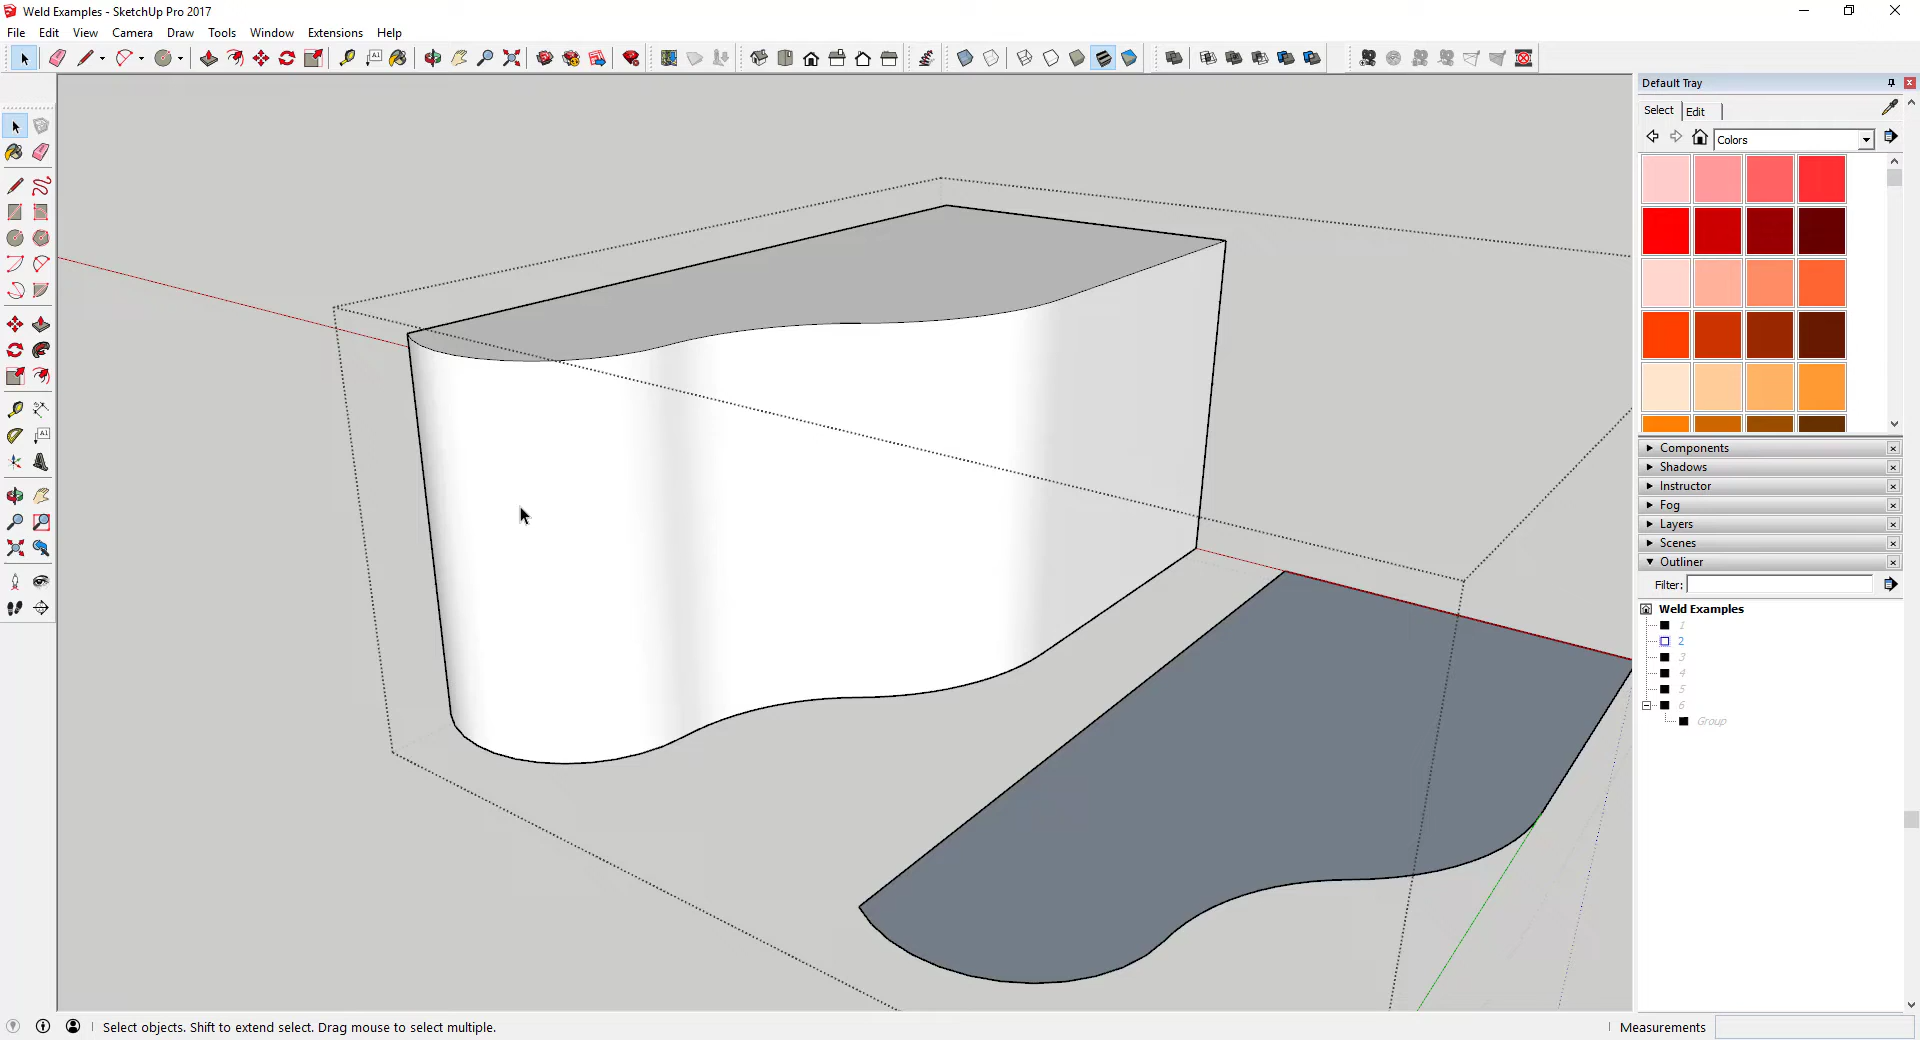 Weld Examples - SketchUp Pro 2017
File Edit View Camera Draw Tools Window Extensions Help
Default Tray
Select Edit
Colors
Components
Shadows
Instructor
Fog
Layers
Scenes
Outliner
Filter:
Weld Examples
1
2
3
4
5
6
Group
Select objects. Shift to extend select. Drag mouse to select multiple.
Measurements